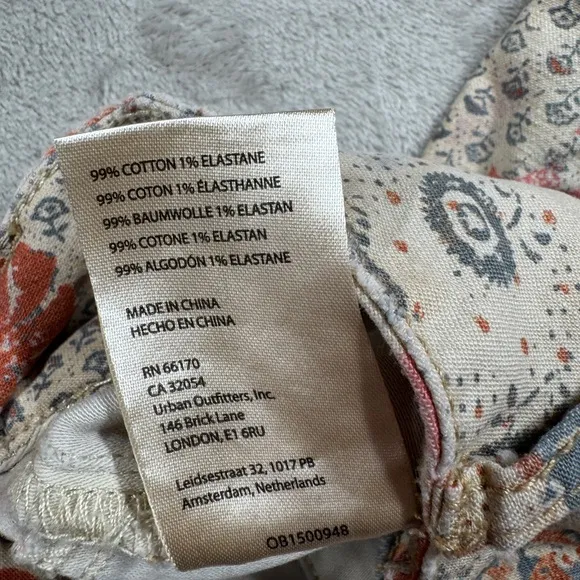 99% COTTON 1% ELASTANE
99% COTON 1% ÉLASTHANNE
99% BAUMWOLLE 1% ELASTAN
99% COTONE 1% ELASTAN
99% ALGODÓN 1% ELASTANE
MADE IN CHINA
HECHO EN CHINA
RN 66170
CA 32054
Urban Outfitters, Inc.
146 Brick Lane
LONDON, E1 6RU
Leidsestraat 32, 1017 PB
Amsterdam, Netherlands
OB1500948